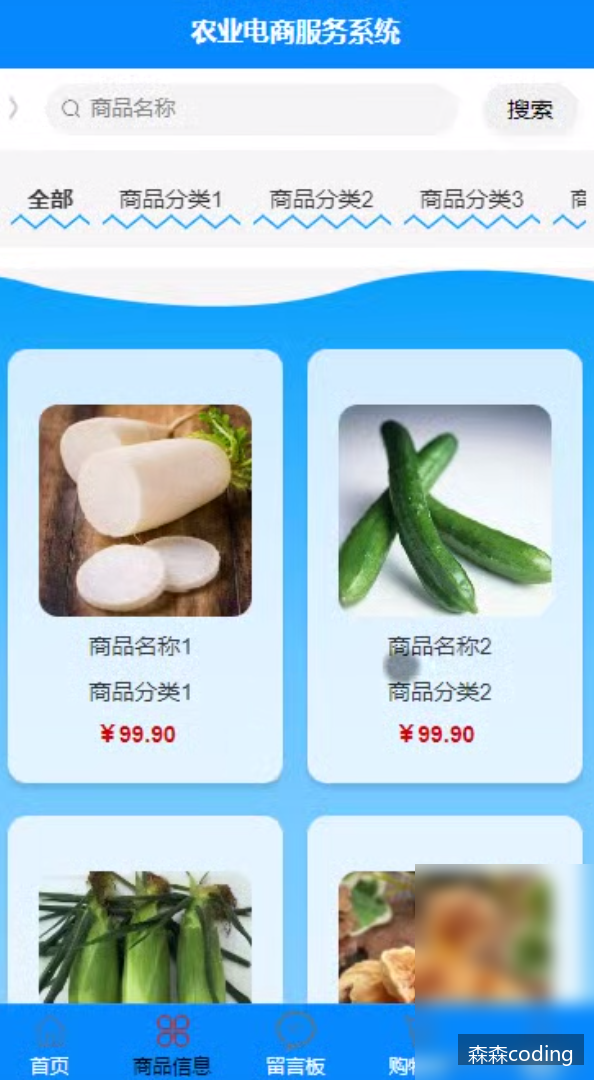 农业电商服务系统
商品名称
搜索
全部 商品分类1 商品分类2 商品分类3
商品名称1
商品分类1
￥99.90
商品名称2
商品分类2
￥99.90
首页 商品信息 留言板 购
森森coding